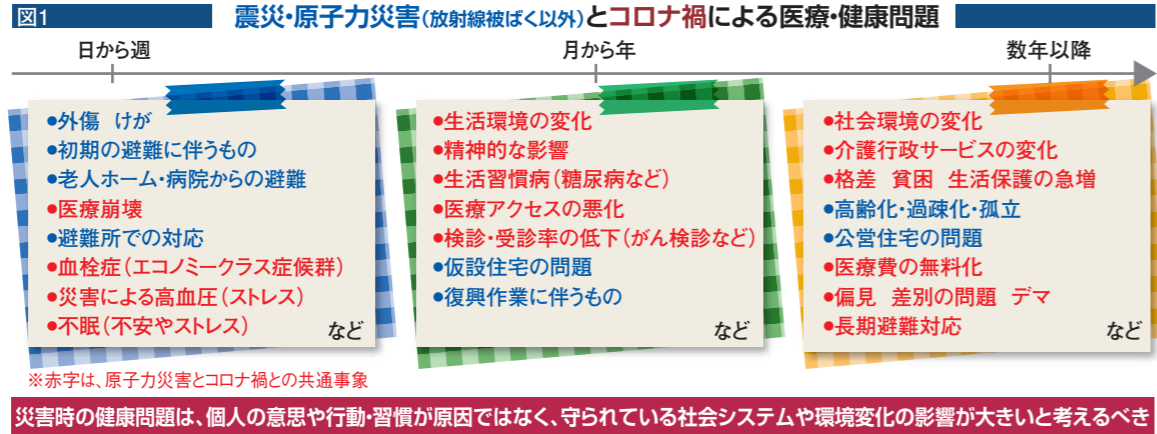 図1
震災・原子力災害(放射線被ばく以外)とコロナ禍による医療・健康問題
日から週
月から年
数年以降
●外傷 けが
●初期の避難に伴うもの
●老人ホーム・病院からの避難
●医療崩壊
●避難所での対応
●血栓症(エコノミークラス症候群)
●災害による高血圧(ストレス)
●不眠(不安やストレス)
など
●生活環境の変化
●精神的な影響
●生活習慣病(糖尿病など)
●医療アクセスの悪化
●検診・受診率の低下(がん検診など)
●仮設住宅の問題
●復興作業に伴うもの
など
●社会環境の変化
●介護行政サービスの変化
●格差 貧困 生活保護の急増
●高齢化・過疎化・孤立
●公営住宅の問題
●医療費の無料化
●偏見 差別の問題 デマ
●長期避難対応
など
※赤字は、原子力災害とコロナ禍との共通事象
災害時の健康問題は、個人の意思や行動・習慣が原因ではなく、守られている社会システムや環境変化の影響が大きいと考えるべき